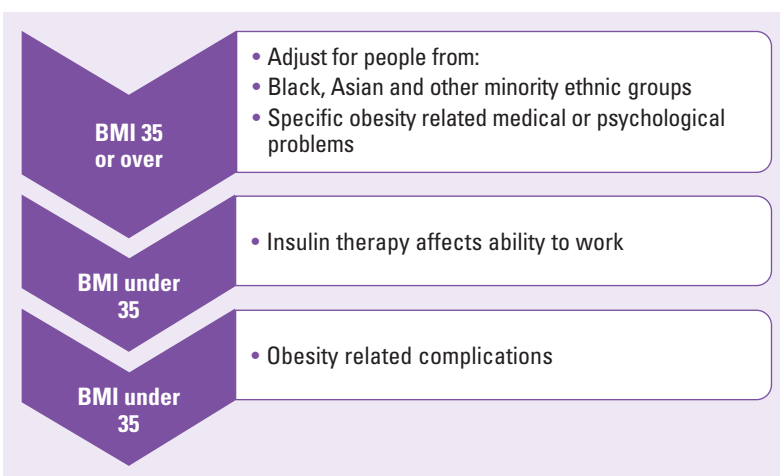 BMI 35
or over
• Adjust for people from:
• Black, Asian and other minority ethnic groups
• Specific obesity related medical or psychological
problems
BMI under
35
• Insulin therapy affects ability to work
BMI under
35
• Obesity related complications